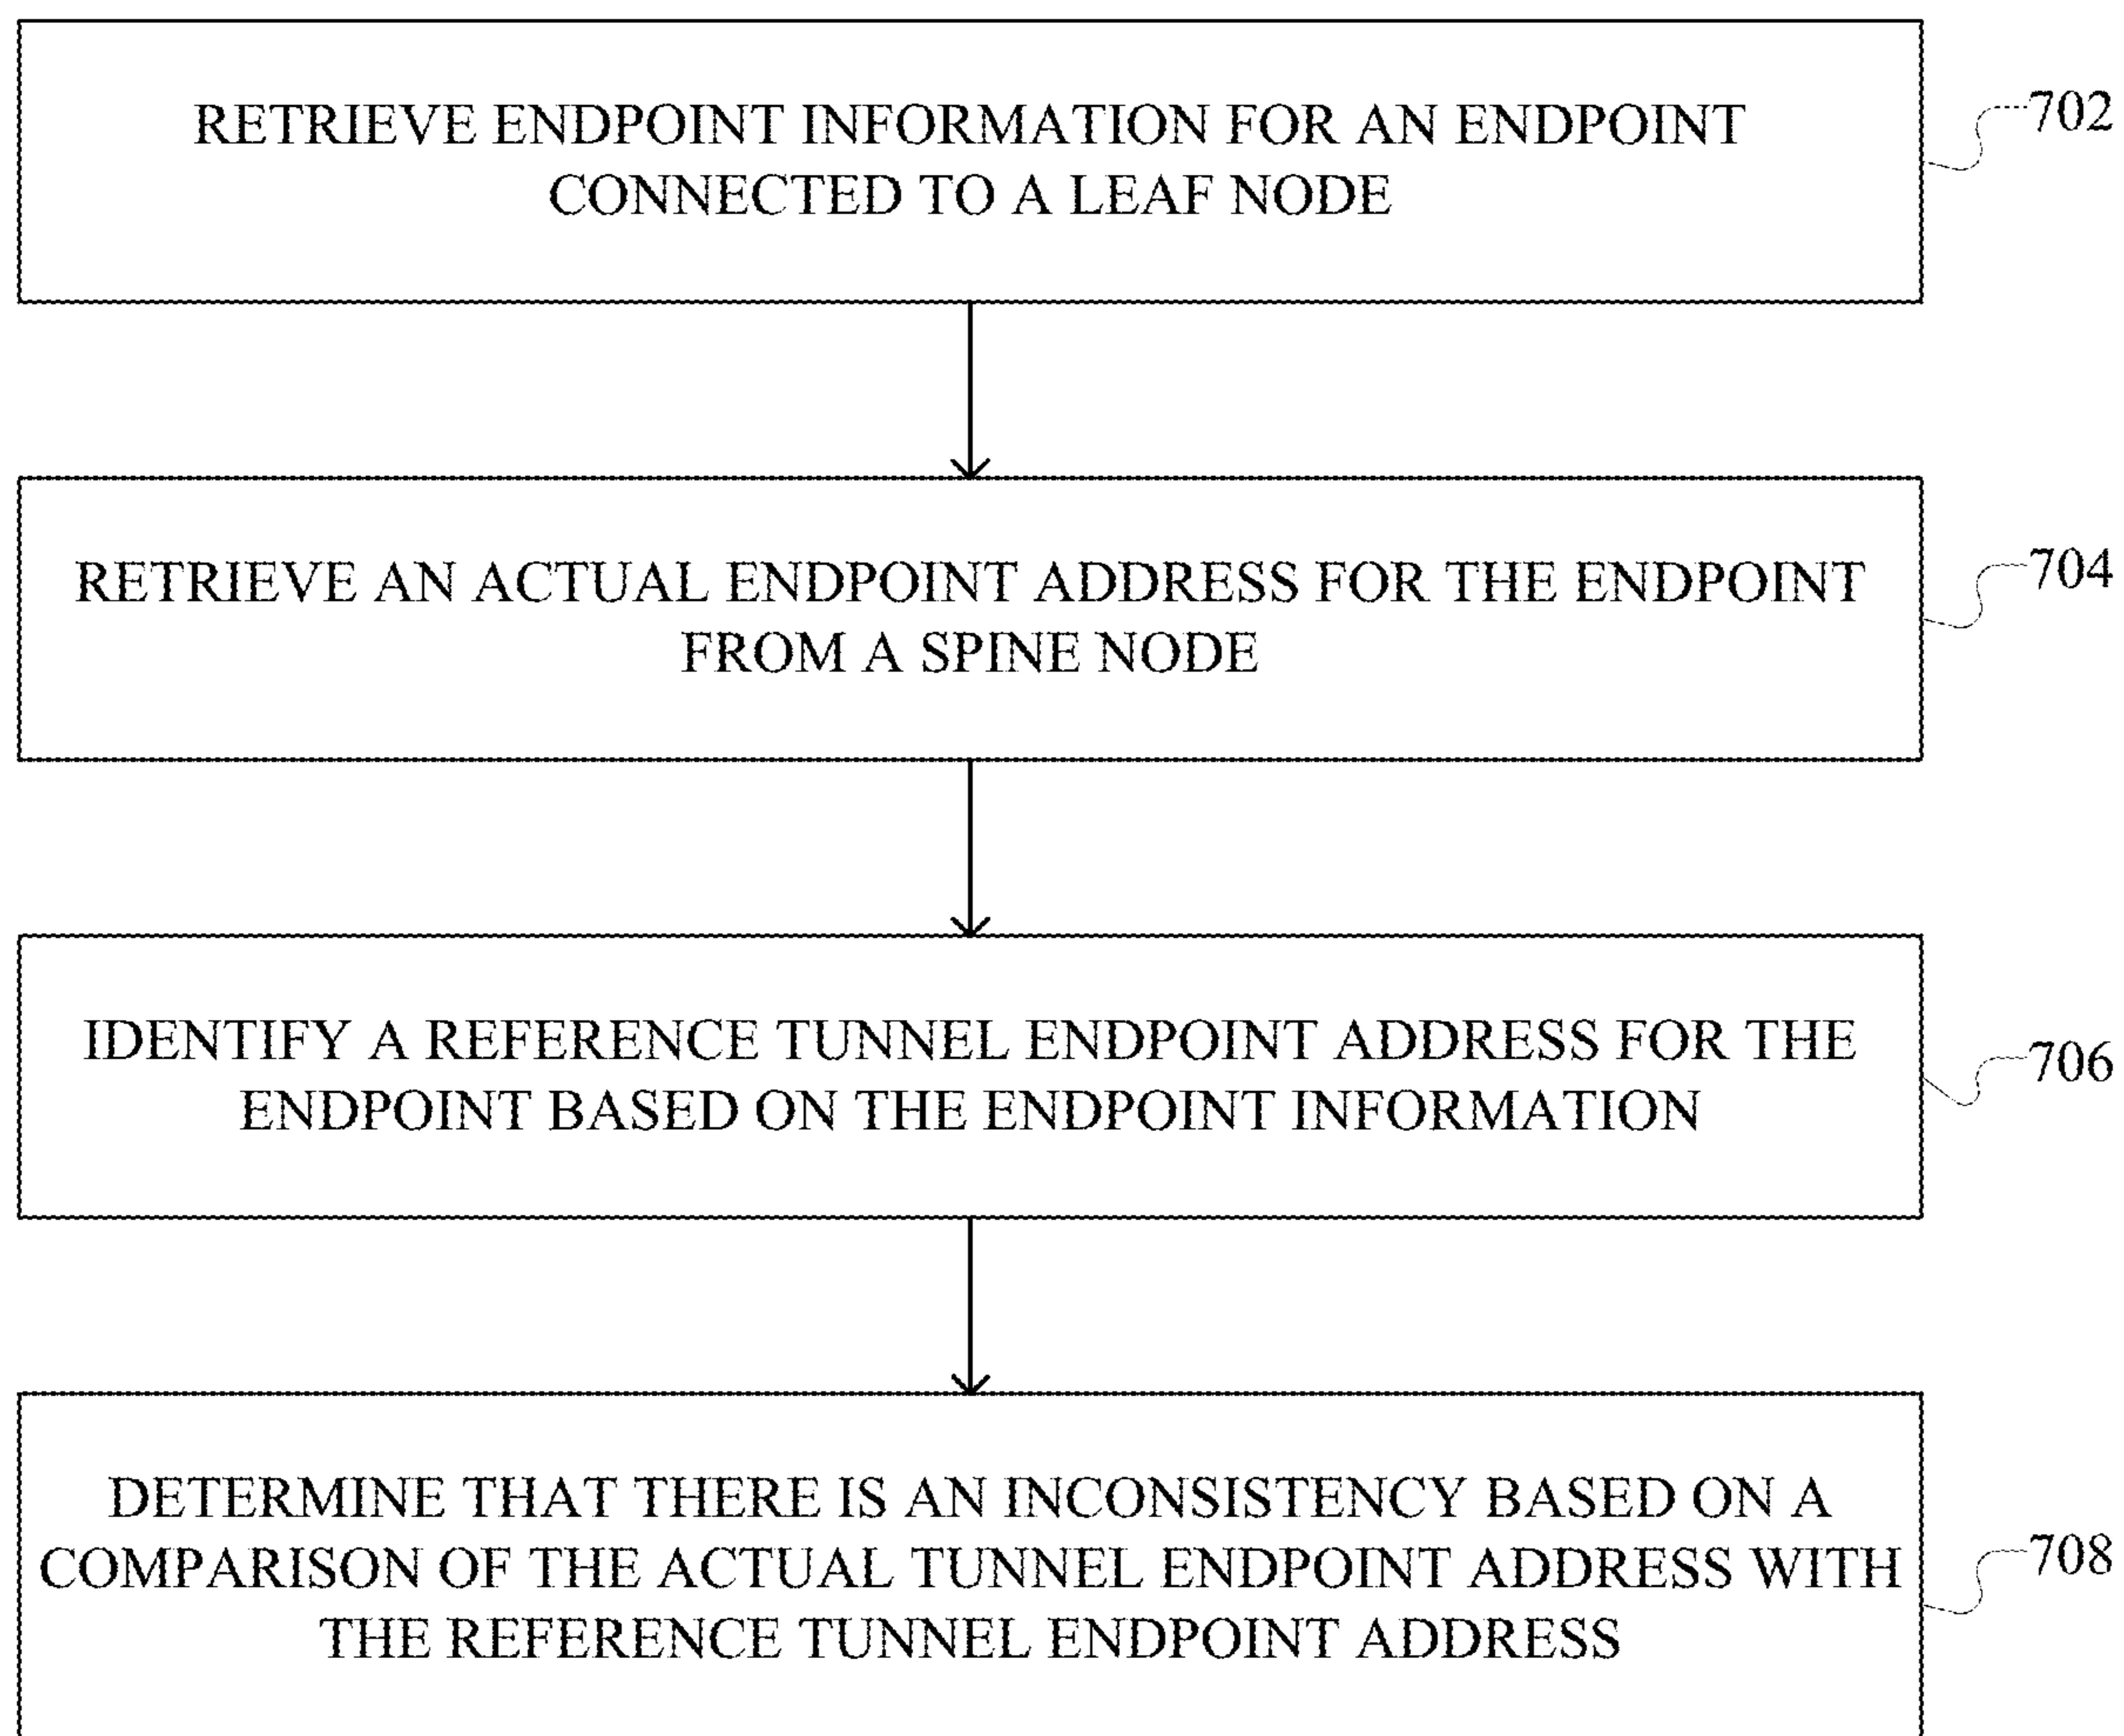 RETRIEVE ENDPOINT INFORMATION FOR AN ENDPOINT
CONNECTED TO A LEAF NODE
702
RETRIEVE AN ACTUAL ENDPOINT ADDRESS FOR THE ENDPOINT
FROM A SPINE NODE
704
IDENTIFY A REFERENCE TUNNEL ENDPOINT ADDRESS FOR THE
ENDPOINT BASED ON THE ENDPOINT INFORMATION
706
DETERMINE THAT THERE IS AN INCONSISTENCY BASED ON A
COMPARISON OF THE ACTUAL TUNNEL ENDPOINT ADDRESS WITH
THE REFERENCE TUNNEL ENDPOINT ADDRESS
708